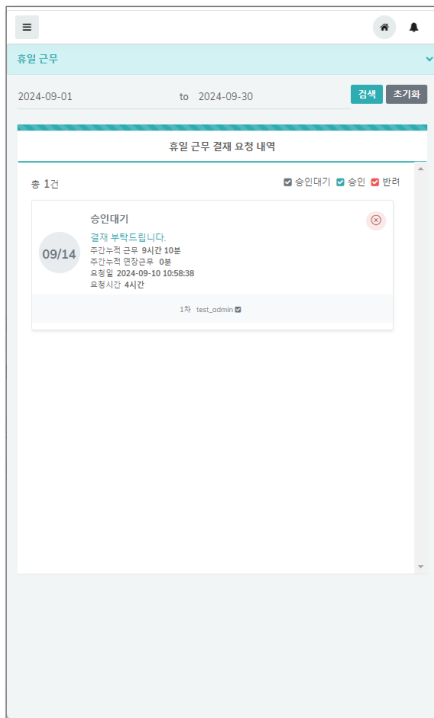 휴일 근무
2024-09-01 to 2024-09-30 검색 초기화
휴일 근무 결재 요청 내역
총 1건 승인대기 승인 반려
승인대기
결재 부탁드립니다.
09/14
주간누적 근무 9시간 10분
주간누적 연장근무 0분
요청일 2024-09-10 10:58:38
요청시간 4시간
1차 test_admin